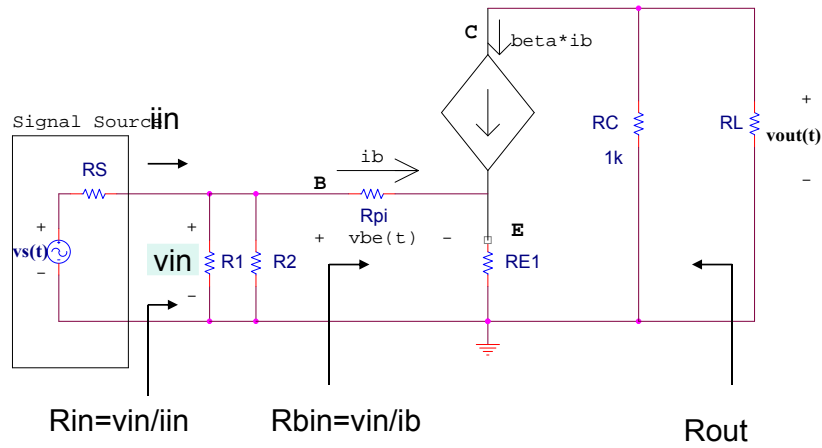 C
beta*ib
Signal Source
iin
RS
ib
B
Rpi
RC
1k
RL
+
vout(t)
-
+
vs(t)
-
+
vin
-
R1
R2
+ vbe(t) -
E
RE1
Rin=vin/iin
Rbin=vin/ib
Rout